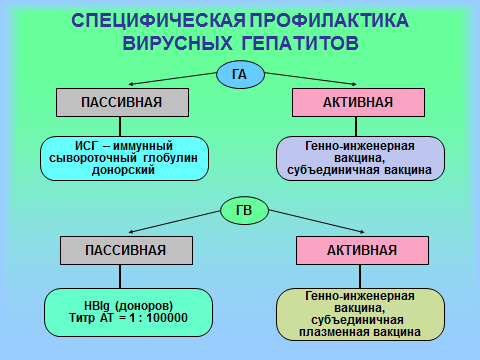 СПЕЦИФИЧЕСКАЯ ПРОФИЛАКТИКА
ВИРУСНЫХ ГЕПАТИТОВ
ГА
ПАССИВНАЯ
АКТИВНАЯ
ИСГ – иммунный
сывороточный глобулин
донорский
Генно-инженерная
вакцина,
субъединичная вакцина
ГВ
ПАССИВНАЯ
АКТИВНАЯ
HBIg (доноров)
Титр АТ = 1 : 100000
Генно-инженерная
вакцина,
субъединичная
плазменная вакцина